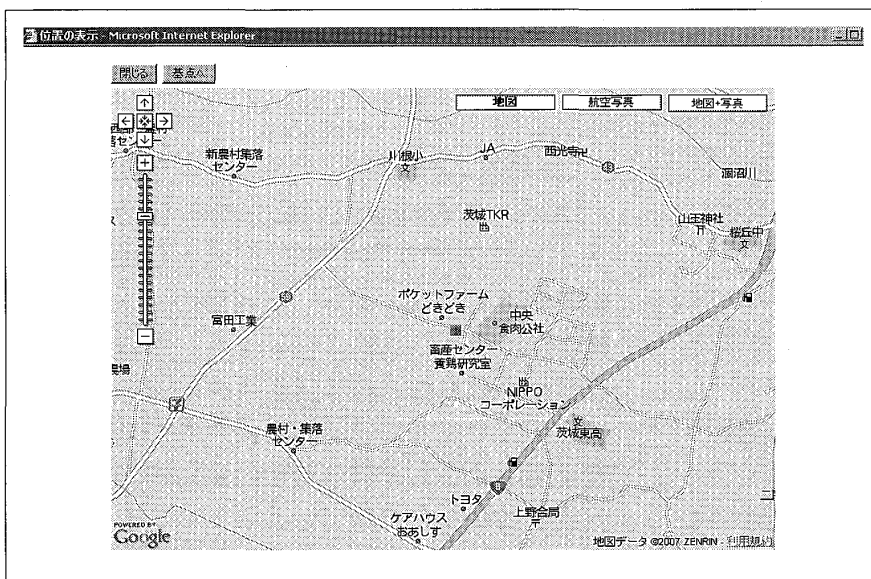 位置の表示 - Microsoft Internet Explorer
閉じる 基点へ
地図 航空写真 地図+写真
新農村集落
センター
川根小
JA
西光寺
涸沼川
茨城TKR
山王神社
桜丘中
ポケットファーム
どきどき
富田工業
中央
食肉公社
畜産センター
養鶏研究室
NIPPO
コーポレーション
農村・集落
センター
茨城東高
トヨタ
上野合局
ケアハウス
おあしす
POWERED BY
Google
地図データ ©2007 ZENRIN - 利用規約